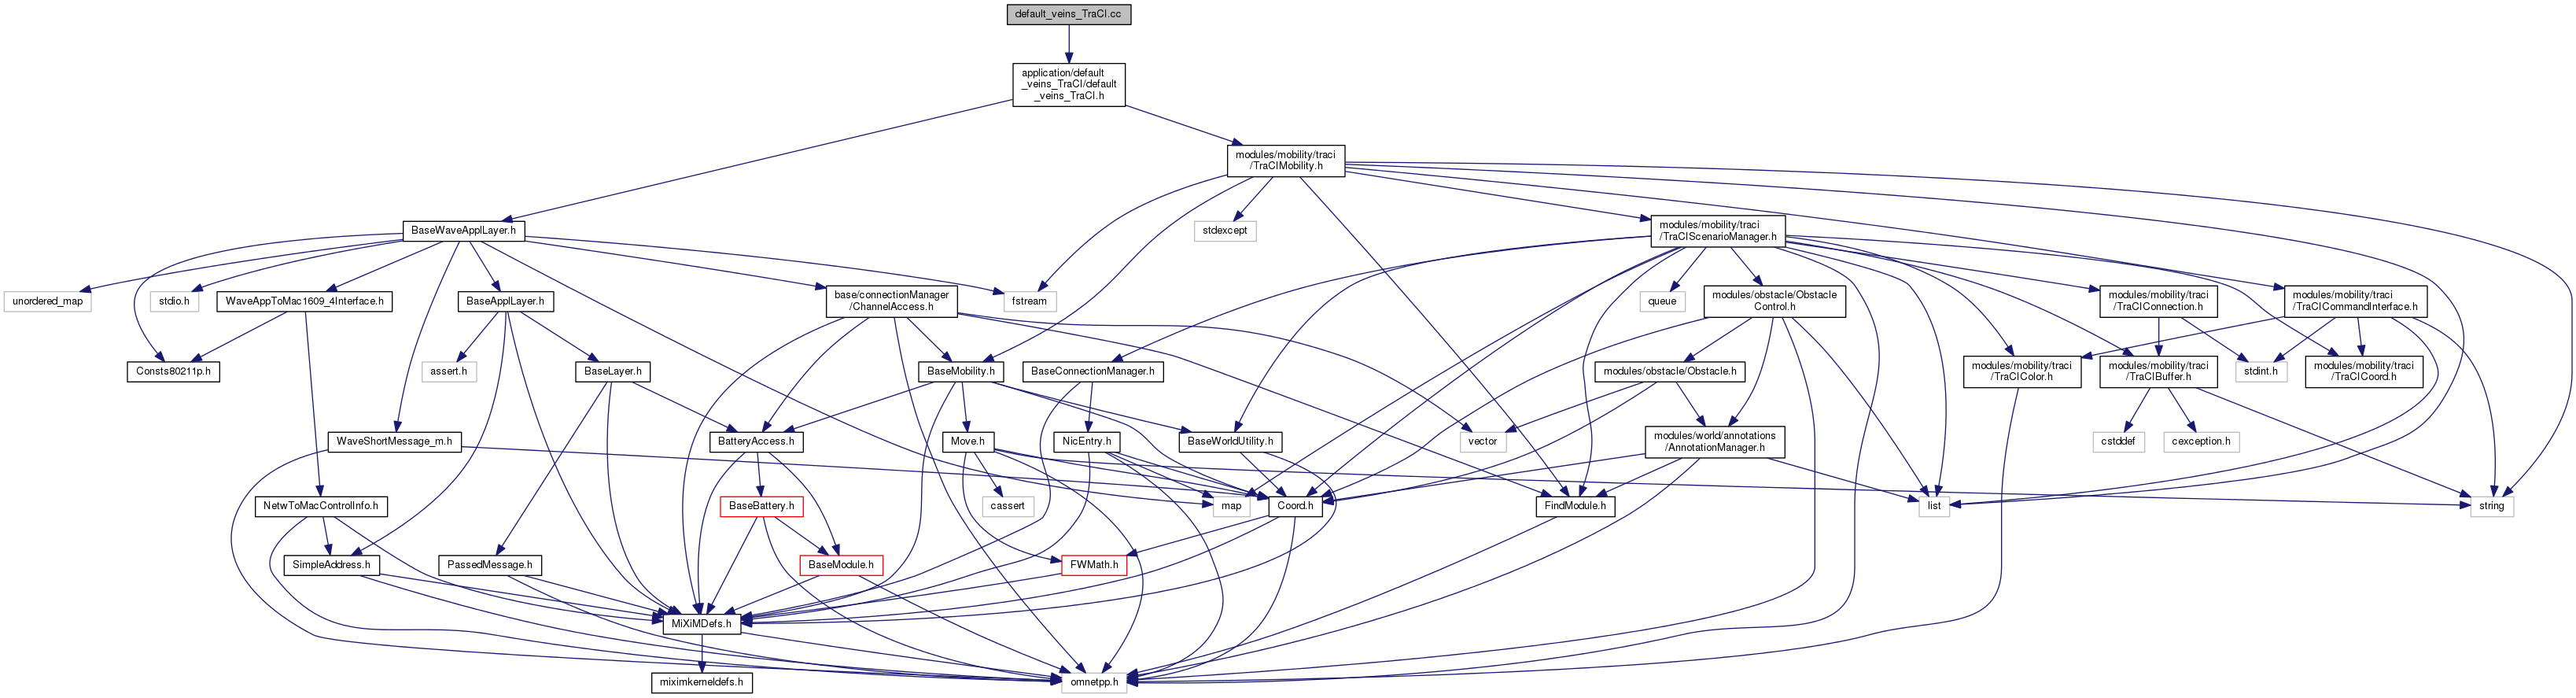 default_veins_TraCI.cc
application/default
_veins_TraCI/default
_veins_TraCI.h
modules/mobility/traci
/TraCIMobility.h
BaseWaveApplLayer.h
stdexcept
modules/mobility/traci
/TraCIScenarioManager.h
unordered_map
stdio.h
WaveAppToMac1609_4Interface.h
BaseApplLayer.h
base/connectionManager
/ChannelAccess.h
fstream
queue
modules/obstacle/Obstacle
Control.h
modules/mobility/traci
/TraCIConnection.h
modules/mobility/traci
/TraCICommandInterface.h
Consts80211p.h
assert.h
BaseLayer.h
BaseMobility.h
BaseConnectionManager.h
modules/obstacle/Obstacle.h
modules/mobility/traci
/TraCIColor.h
modules/mobility/traci
/TraCIBuffer.h
stdint.h
modules/mobility/traci
/TraCICoord.h
WaveShortMessage_m.h
BatteryAccess.h
Move.h
NicEntry.h
BaseWorldUtility.h
vector
modules/world/annotations
/AnnotationManager.h
cstddef
cexception.h
NetwToMacControlInfo.h
BaseBattery.h
cassert
map
Coord.h
FindModule.h
list
string
SimpleAddress.h
PassedMessage.h
BaseModule.h
FWMath.h
MiXiMDefs.h
miximkerneldefs.h
omnetpp.h